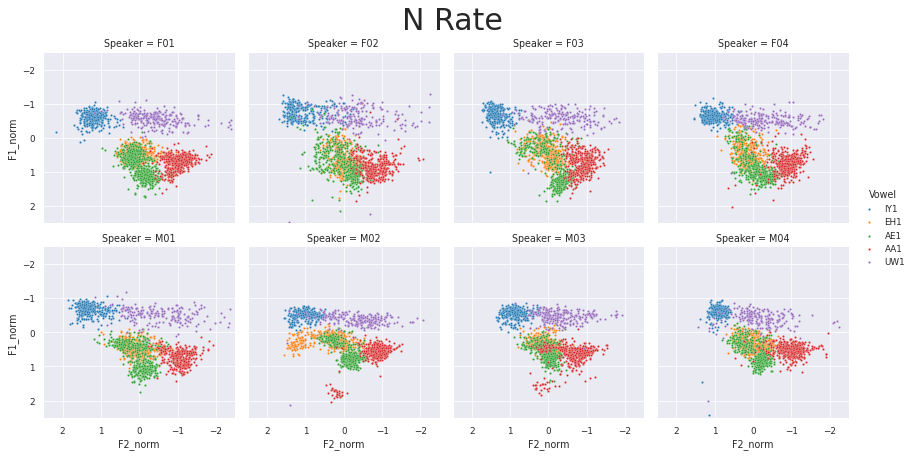 N Rate
Speaker = F01
Speaker = F02
Speaker = F03
Speaker = F04
−2
−1
0
1
2
F1_norm
Vowel
IY1
EH1
AE1
AA1
UW1
Speaker = M01
Speaker = M02
Speaker = M03
Speaker = M04
−2
−1
0
1
2
F1_norm
2 1 0 −1 −2
2 1 0 −1 −2
2 1 0 −1 −2
2 1 0 −1 −2
F2_norm
F2_norm
F2_norm
F2_norm